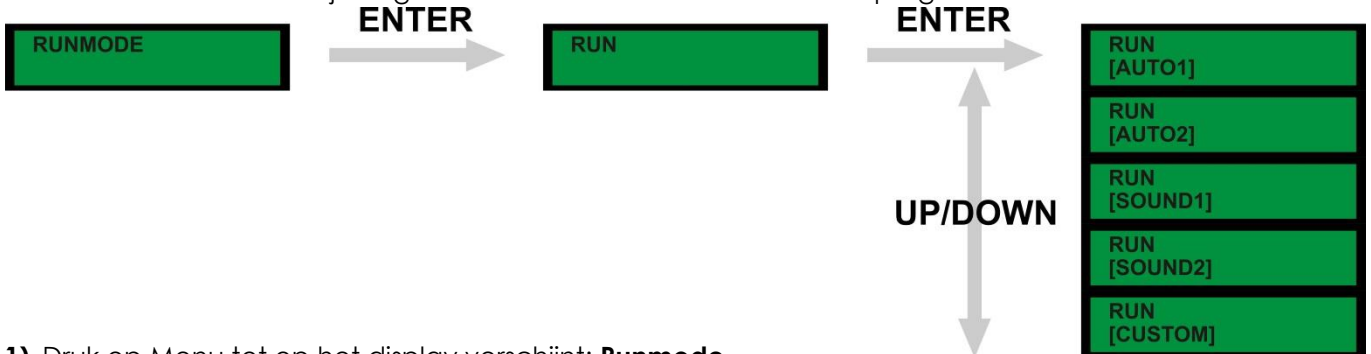 ENTER
ENTER
RUNMODE
RUN
RUN
[AUTO1]
RUN
[AUTO2]
RUN
[SOUND1]
UP/DOWN
RUN
[SOUND2]
RUN
[CUSTOM]
1) Druk op Menu tot op het display verschijnt: Runmode